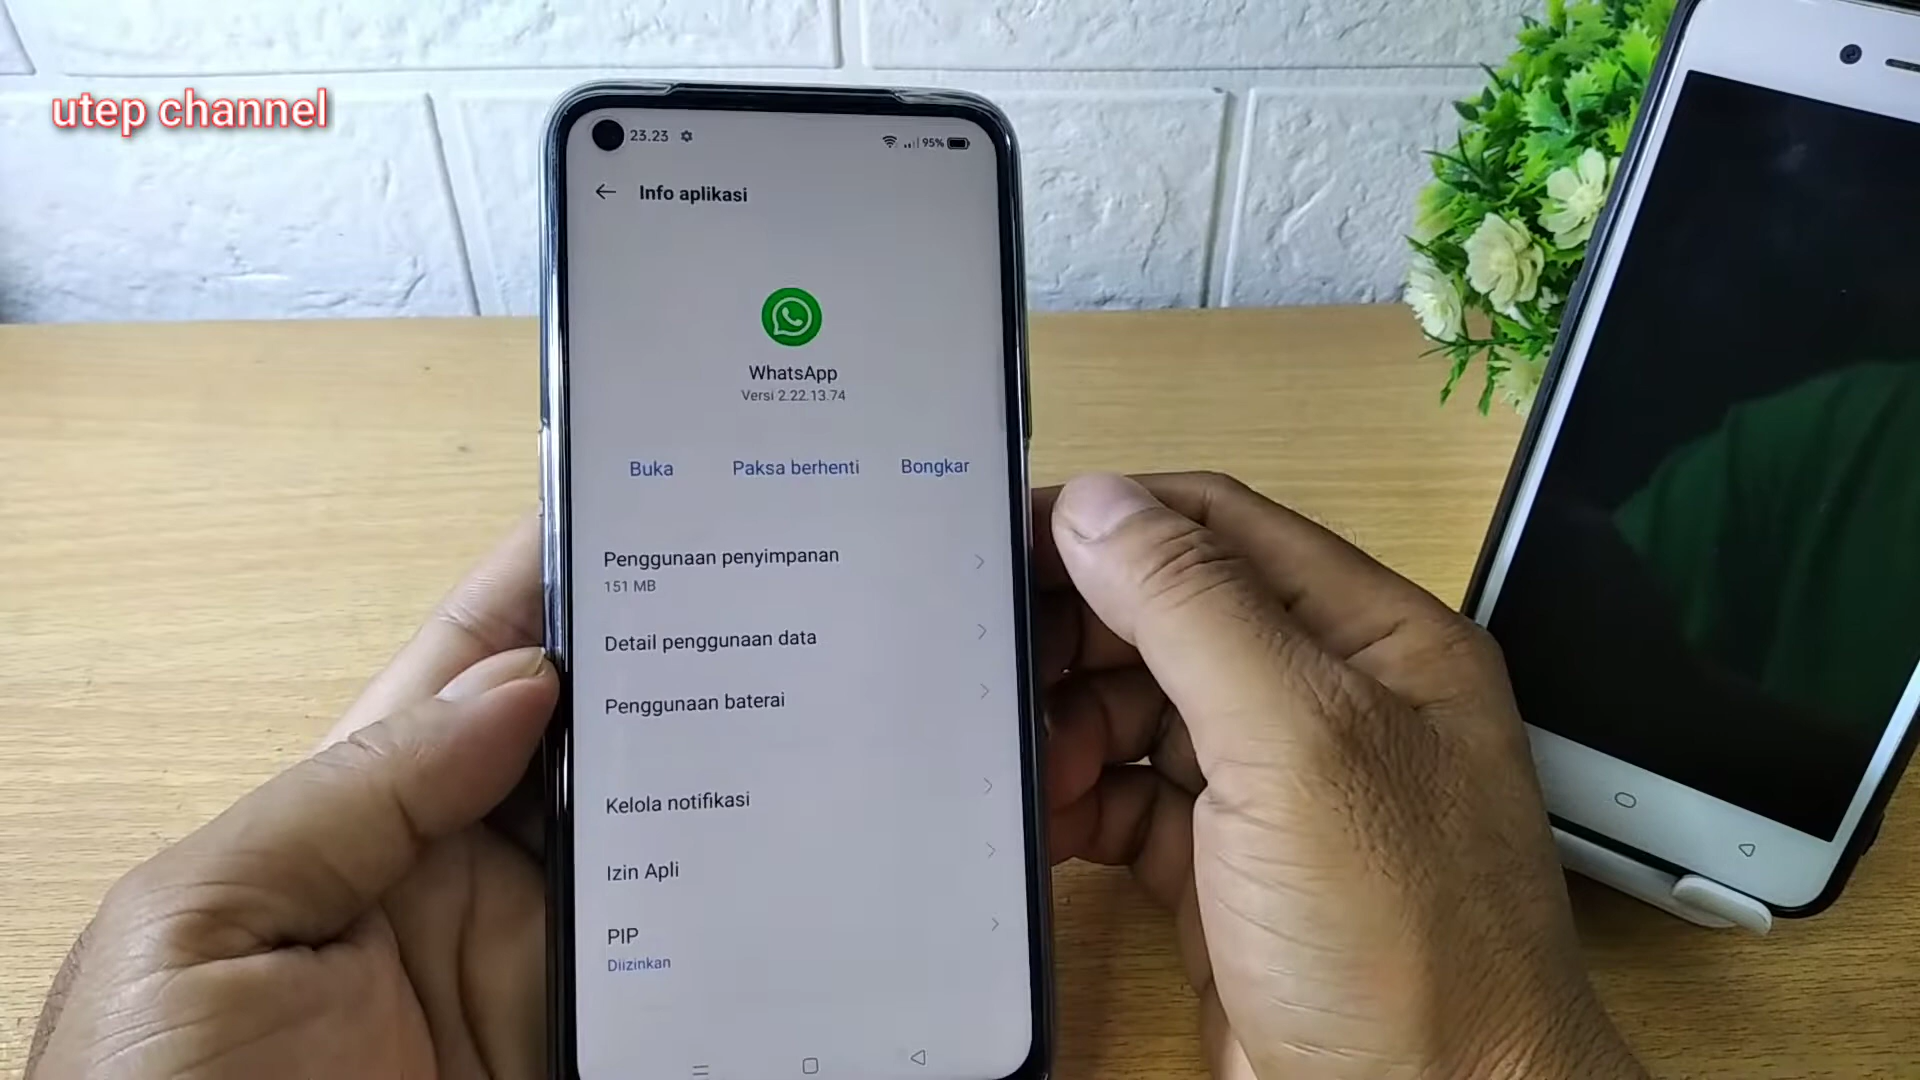 utep channel
23.23
95%
Info aplikasi
WhatsApp
Versi 2.22.13.74
Buka
Paksa berhenti
Bongkar
Penggunaan penyimpanan
151 MB
Detail penggunaan data
Penggunaan baterai
Kelola notifikasi
Izin Apli
PIP
Diizinkan